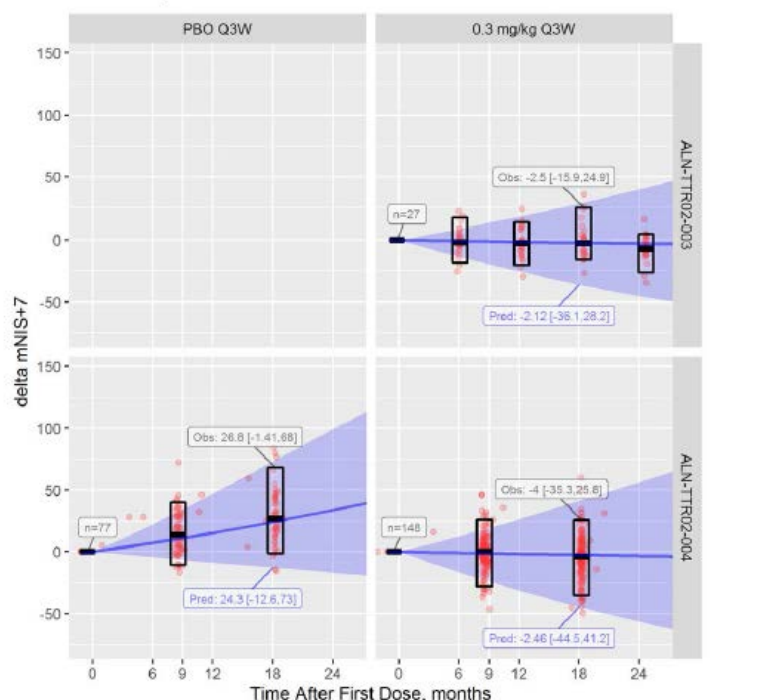 PBO Q3W
0.3 mg/kg Q3W
150
100
50
0
-50
Obs: -2.5 [-15.9,24.9]
n=27
Pred: -2.12 [-36.1,28.2]
ALN-TTR02-003
delta mNIS+7
150
100
50
0
-50
Obs: 26.8 [-1.41,68]
n=77
Pred: 24.3 [-12.6,73]
Obs: -4 [-35.3,25.8]
n=148
Pred: -2.46 [-44.5,41.2]
ALN-TTR02-004
0 6 9 12 18 24
0 6 9 12 18 24
Time After First Dose, months